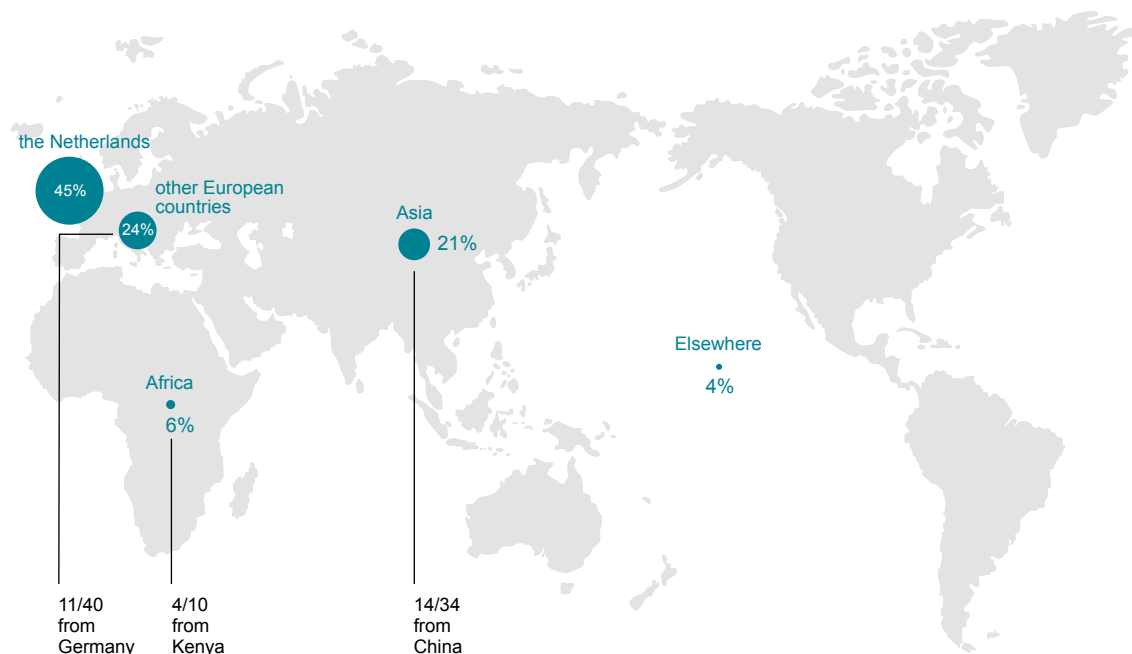 the Netherlands
45%
other European
countries
24%
Asia
21%
Elsewhere
4%
Africa
6%
11/40
from
Germany
4/10
from
Kenya
14/34
from
China